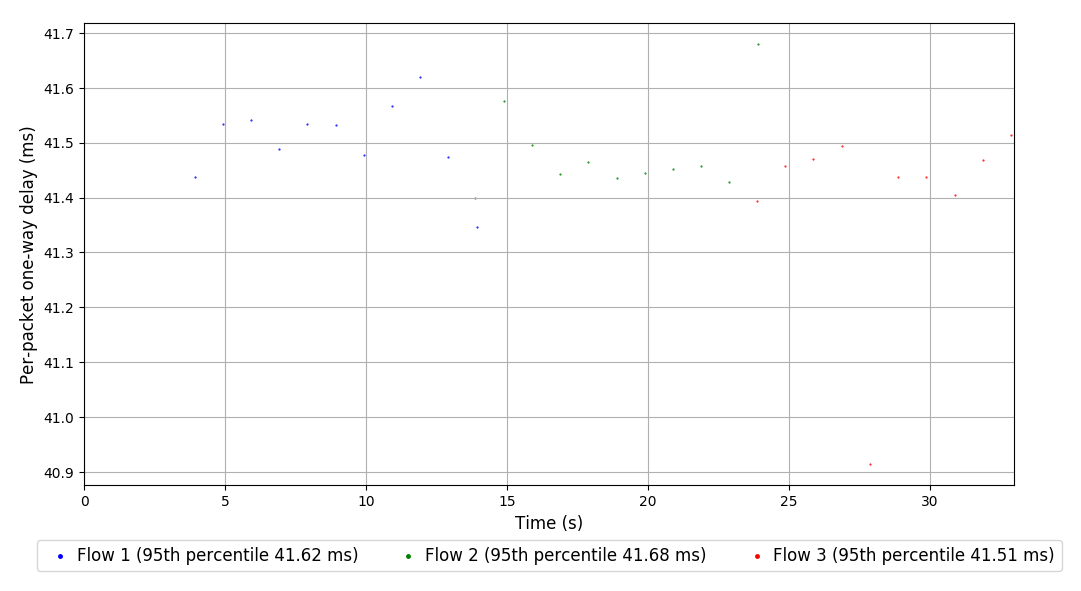 41.7
41.6
41.5
41.4
41.3
41.2
41.1
41.0
40.9
Per-packet one-way delay (ms)
0 5 10 15 20 25 30
Time (s)
Flow 1 (95th percentile 41.62 ms) Flow 2 (95th percentile 41.68 ms) Flow 3 (95th percentile 41.51 ms)